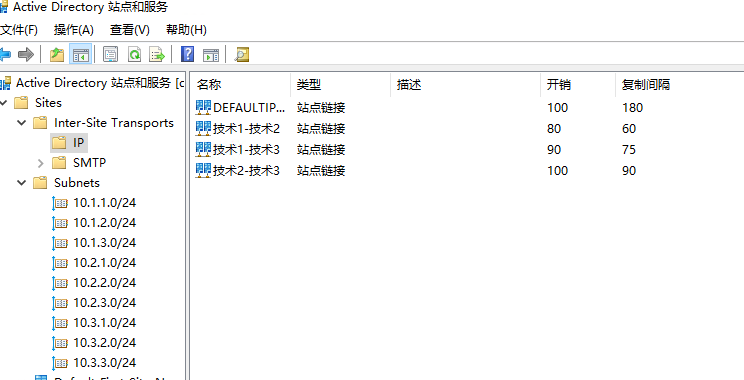 Active Directory 站点和服务
文件(F) 操作(A) 查看(V) 帮助(H)
Active Directory 站点和服务 [c
Sites
Inter-Site Transports
IP
SMTP
Subnets
10.1.1.0/24
10.1.2.0/24
10.1.3.0/24
10.2.1.0/24
10.2.2.0/24
10.2.3.0/24
10.3.1.0/24
10.3.2.0/24
10.3.3.0/24
名称 类型 描述 开销 复制间隔
DEFAULTIP... 站点链接 100 180
技术1-技术2 站点链接 80 60
技术1-技术3 站点链接 90 75
技术2-技术3 站点链接 100 90